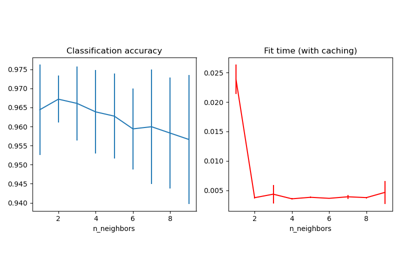 Classification accuracy
0.975
0.970
0.965
0.960
0.955
0.950
0.945
0.940
2 4 6 8
n_neighbors
Fit time (with caching)
0.025
0.020
0.015
0.010
0.005
2 4 6 8
n_neighbors